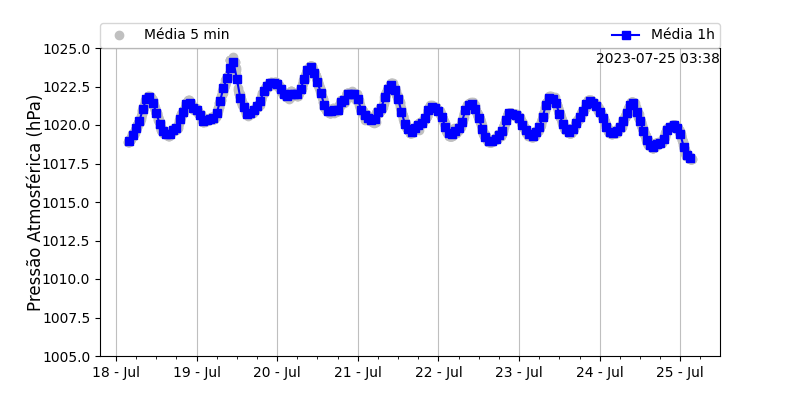 Média 5 min
Média 1h
2023-07-25 03:38
Pressão Atmosférica (hPa)
1025.0
1022.5
1020.0
1017.5
1015.0
1012.5
1010.0
1007.5
1005.0
18 - Jul
19 - Jul
20 - Jul
21 - Jul
22 - Jul
23 - Jul
24 - Jul
25 - Jul